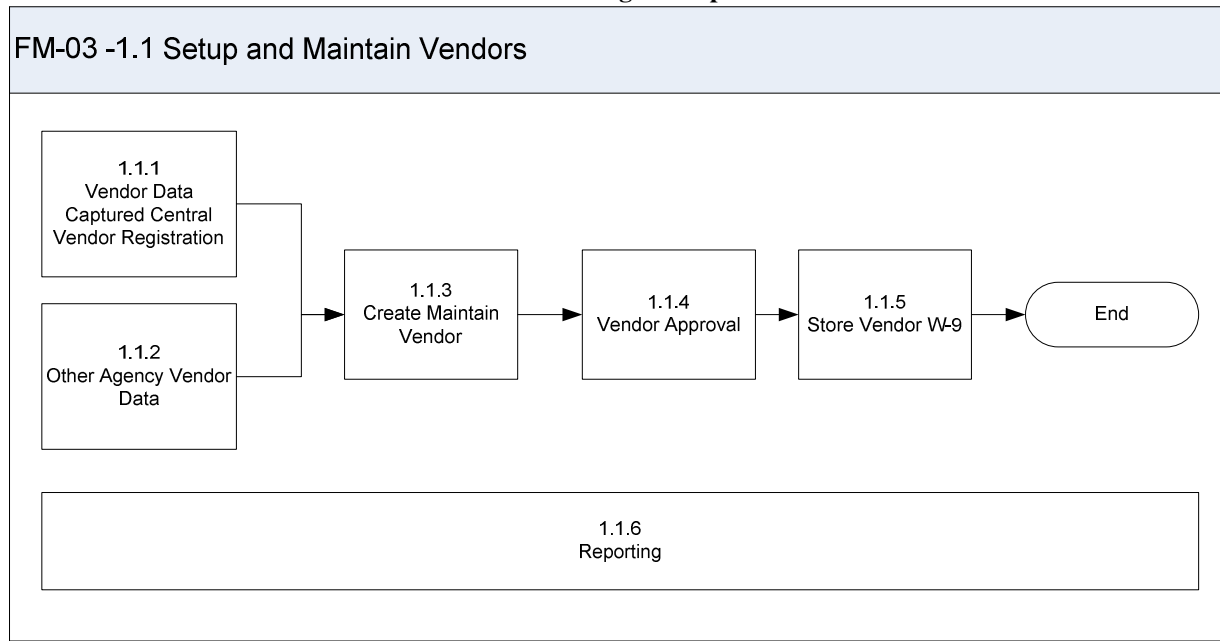 FM-03 -1.1 Setup and Maintain Vendors
1.1.1
Vendor Data
Captured Central
Vendor Registration
1.1.2
Other Agency Vendor
Data
1.1.3
Create Maintain
Vendor
1.1.4
Vendor Approval
1.1.5
Store Vendor W-9
End
1.1.6
Reporting